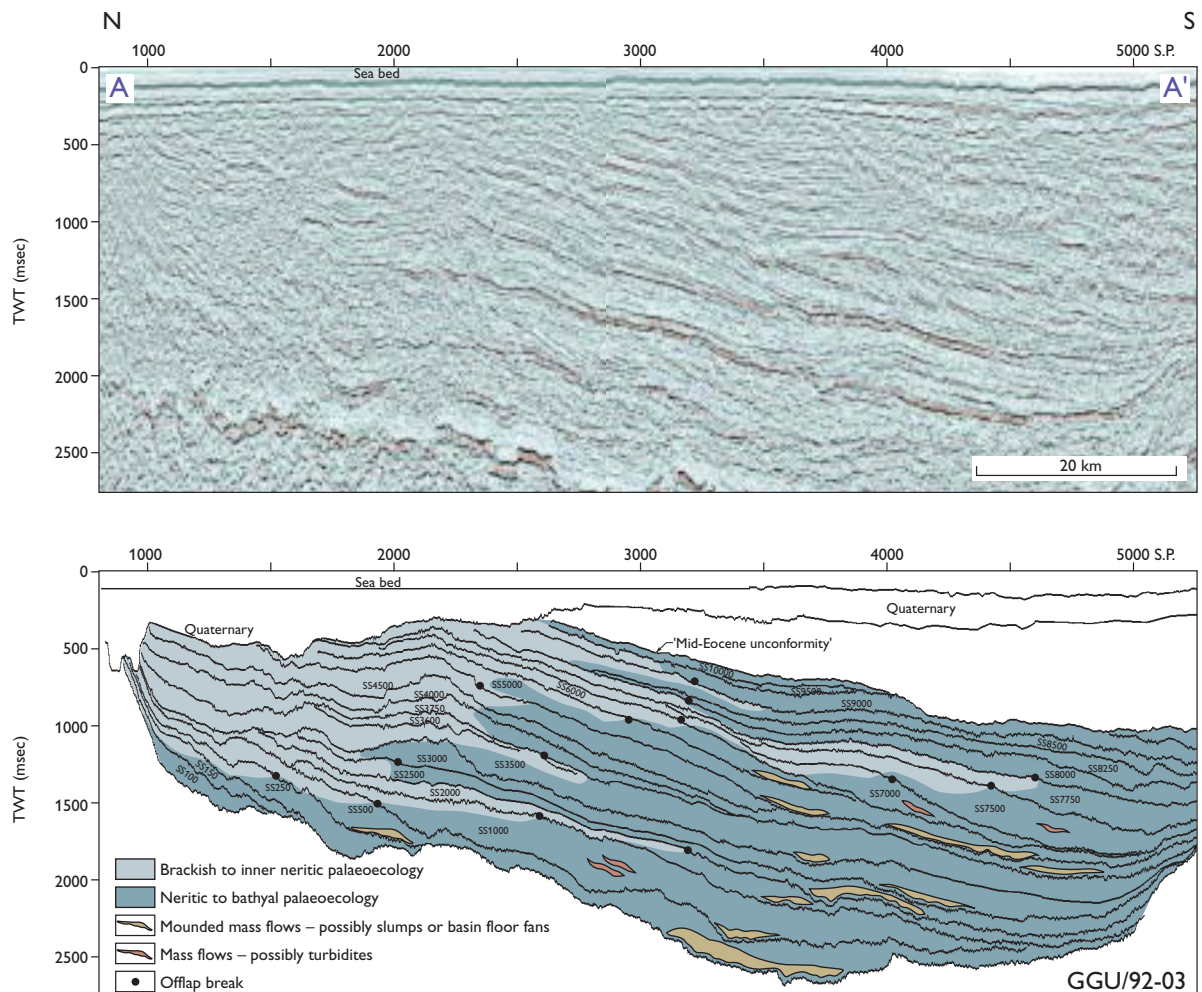 N S
1000 2000 3000 4000 5000 S.P.
0
Sea bed
A A'
500
1000
TWT (msec)
1500
2000
2500
20 km
1000 2000 3000 4000 5000 S.P.
0
Sea bed
Quaternary
Quaternary
500
'Mid-Eocene unconformity'
SS10000
SS9500
SS9000
SS4500
SS5000
SS6000
SS4000
SS3750
SS3600
1000
TWT (msec)
SS8500
SS8250
SS8000
SS7750
SS7500
SS7000
SS3500
SS3000
SS2500
SS2000
SS150
SS100
SS250
SS500
SS1000
1500
2000
2500
Brackish to inner neritic palaeoecology
Neritic to bathyal palaeoecology
Mounded mass flows – possibly slumps or basin floor fans
Mass flows – possibly turbidites
Offlap break
GGU/92-03